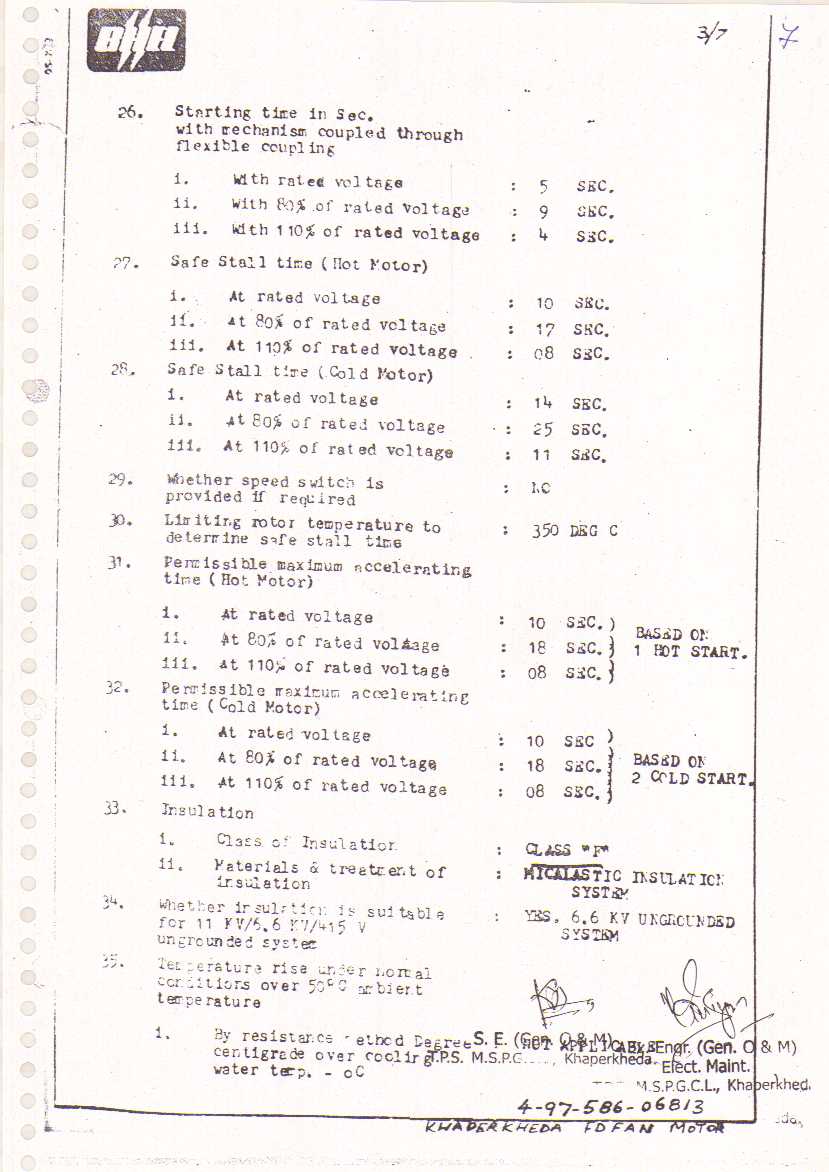 3/7 7
26. Starting time in Sec.
with mechanism coupled through
flexible coupling
i. With rated voltage : 5 SEC.
ii. With 80% of rated Voltage : 9 SEC.
iii. With 110% of rated voltage : 4 SEC.
27. Safe Stall time (Hot Motor)
i. At rated voltage : 10 SEC.
ii. At 80% of rated voltage : 17 SEC.
iii. At 110% of rated voltage : 08 SEC.
28. Safe Stall time (Cold Motor)
i. At rated voltage : 14 SEC.
ii. At 80% of rated voltage : 25 SEC.
iii. At 110% of rated voltage : 11 SEC.
29. Whether speed switch is : NO
provided if required
30. Limiting rotor temperature to : 350 DEG C
determine safe stall time
31. Permissible maximum accelerating
time (Hot Motor)
i. At rated voltage : 10 SEC. )
ii. At 80% of rated voltage : 18 SEC. ) BASED ON
iii. At 110% of rated voltage : 08 SEC. ) 1 HOT START.
32. Permissible maximum accelerating
time (Cold Motor)
i. At rated voltage : 10 SEC )
ii. At 80% of rated voltage : 18 SEC. ) BASED ON
iii. At 110% of rated voltage : 08 SEC. ) 2 COLD START.
33. Insulation
i. Class of Insulation : CLASS "F"
ii. Materials & treatment of : MICALASTIC INSULATION
insulation SYSTEM
34. Whether insulation is suitable : YES, 6.6 KV UNGROUNDED
for 11 KV/6.6 KV/415 V SYSTEM
ungrounded system
35. Temperature rise under normal
conditions over 50°C ambient
temperature
i. By resistance method Degree NOT APPLICABLE
centigrade over cooling
water temp. - oC
S. E. (Gen. O & M) Engr. (Gen. O & M)
T.P.S. M.S.P.G Khaperkheda. Elect. Maint.
M.S.P.G.C.L., Khaperkhed.
4-97-586-06813
KHAPERKHEDA FD FAN MOTOR